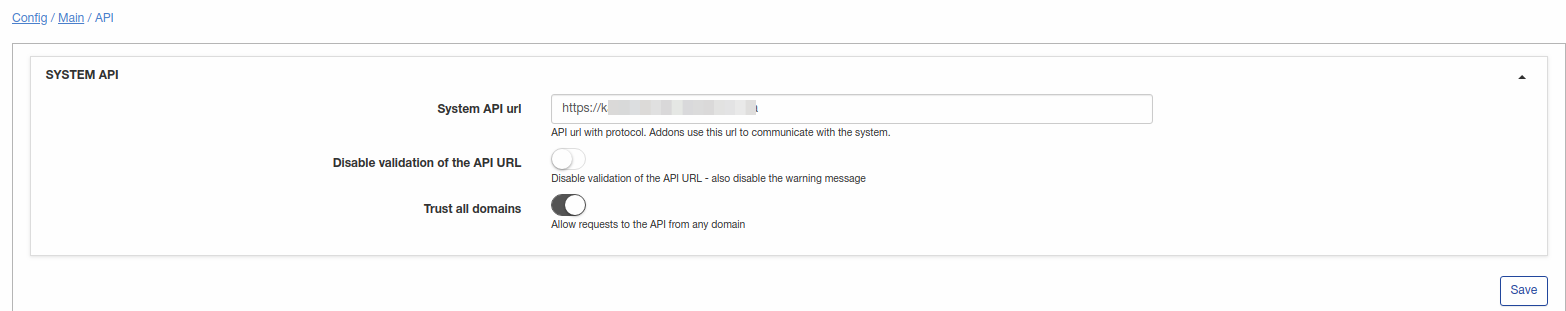 Config / Main / API
SYSTEM API
System API url
https://k
API url with protocol. Addons use this url to communicate with the system.
Disable validation of the API URL
Disable validation of the API URL - also disable the warning message
Trust all domains
Allow requests to the API from any domain
Save